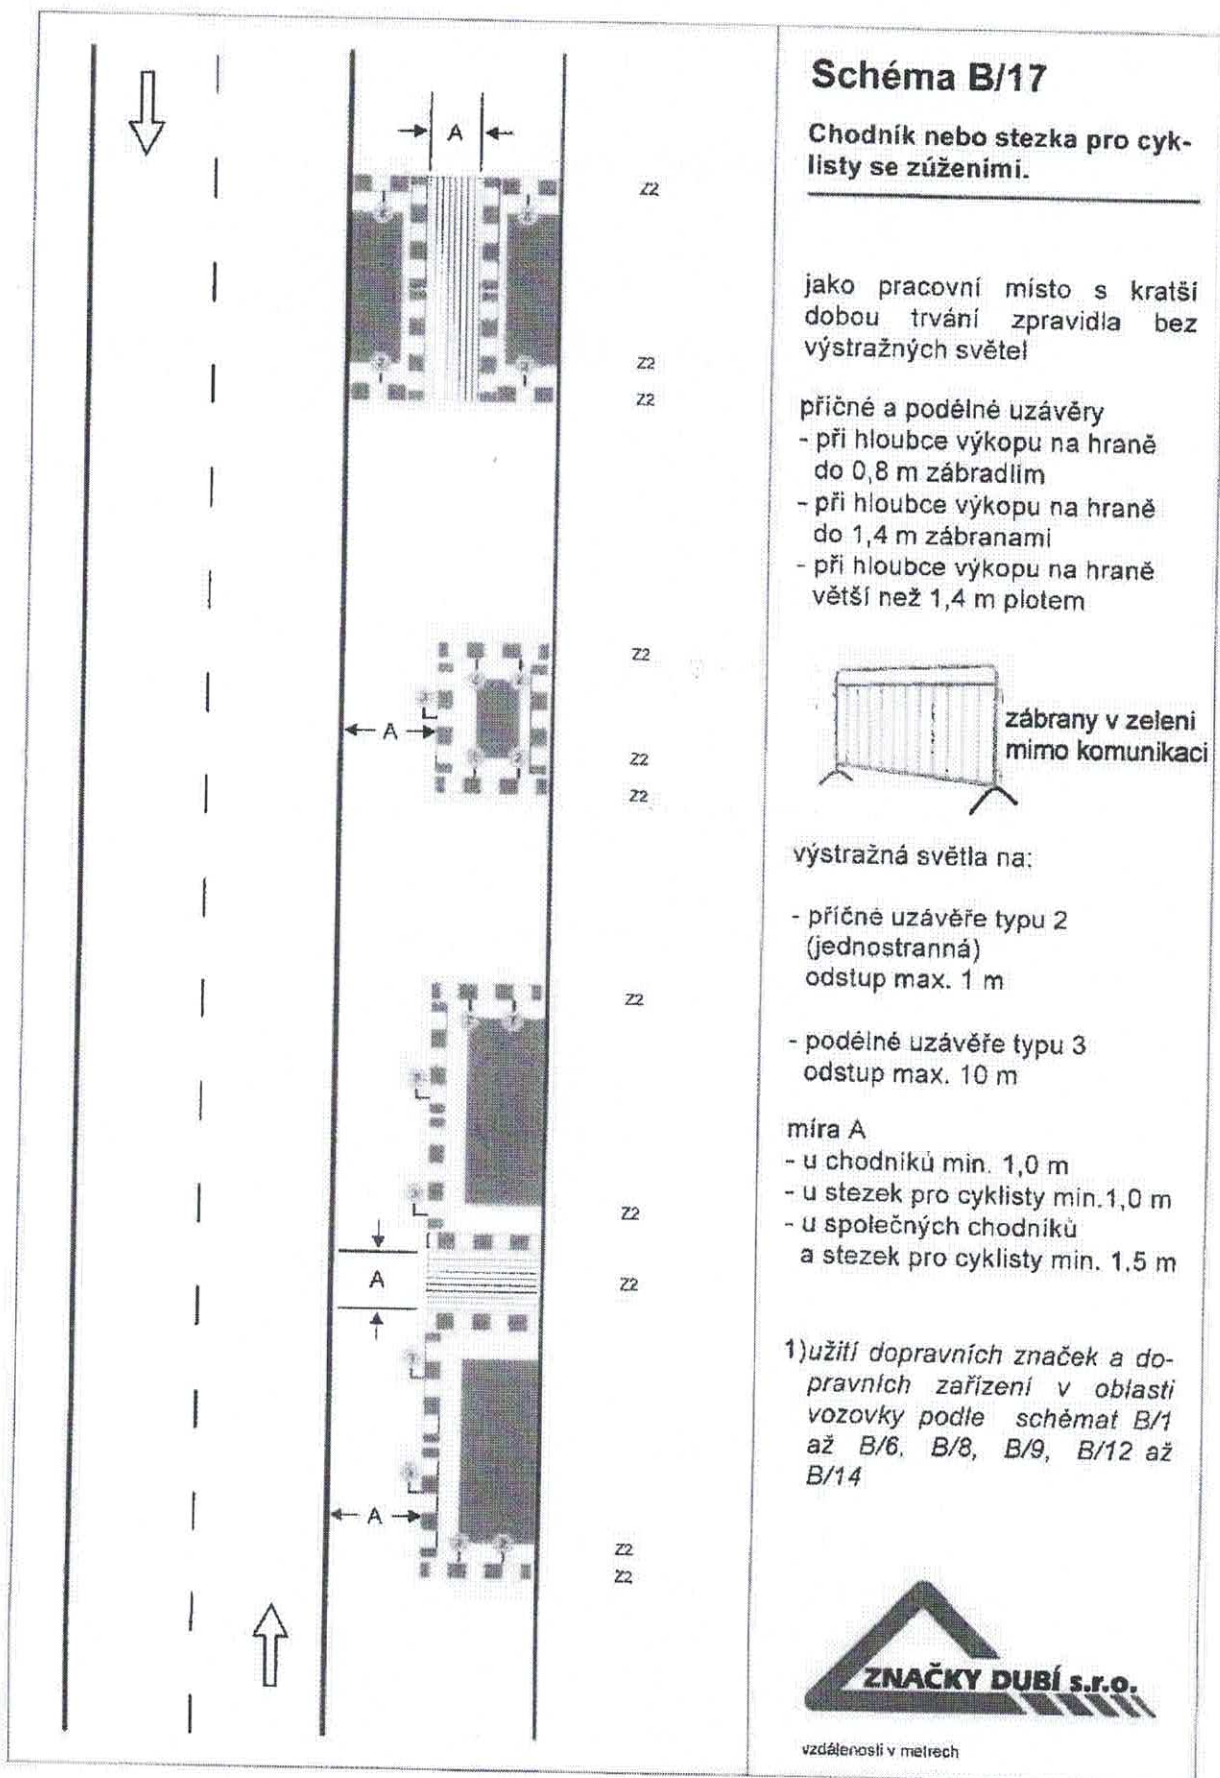 A
Z2
Z2
Z2
Z2
A
Z2
Z2
Z2
Z2
A
Z2
A
Z2
Z2
Schéma B/17
Chodník nebo stezka pro cyk-
listy se zúženími.
jako pracovní místo s kratší
dobou trvání zpravidla bez
výstražných světel
příčné a podélné uzávěry
- při hloubce výkopu na hraně
do 0,8 m zábradlím
- při hloubce výkopu na hraně
do 1,4 m zábranami
- při hloubce výkopu na hraně
větší než 1,4 m plotem
zábrany v zeleni
mimo komunikaci
výstražná světla na:
- příčné uzávěře typu 2
(jednostranná)
odstup max. 1 m
- podélné uzávěře typu 3
odstup max. 10 m
míra A
- u chodníků min. 1,0 m
- u stezek pro cyklisty min.1,0 m
- u společných chodníků
a stezek pro cyklisty min. 1.5 m
1)užití dopravních značek a do-
pravních zařízení v oblasti
vozovky podle schémat B/1
až B/6, B/8, B/9, B/12 až
B/14
ZNAČKY DUBÍ s.r.o.
vzdálenosti v metrech